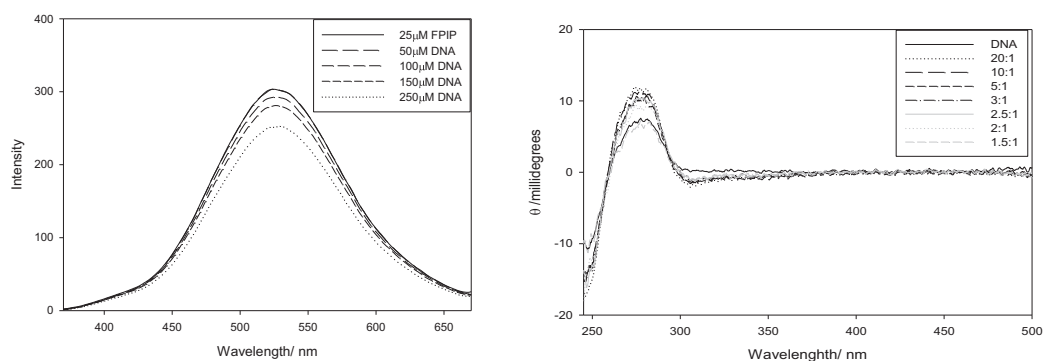 400
300
200
100
0
Intensity
400
450
500
550
600
650
Wavelength/ nm
25μM FPIP
50μM DNA
100μM DNA
150μM DNA
250μM DNA
20
10
0
-10
-20
θ /millidegrees
250
300
350
400
450
500
Wavelenghth/ nm
DNA
20:1
10:1
5:1
3:1
2.5:1
2:1
1.5:1